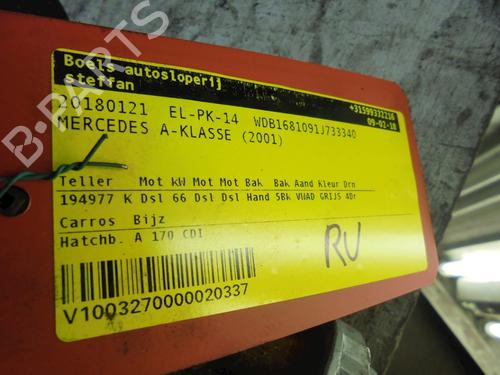 Boels autosloperij
steffan
+31599332216
09-02-18
20180121 EL-PK-14 WDB1681091J733340
MERCEDES A-KLASSE (2001)
Teller Mot kW Mot Mot Bak Bak Aand Kleur Drn
194977 K Dsl 66 Dsl Dsl Hand 5Bk VWAD GRIJS 4Dr
Carros Bijz
Hatchb. A 170 CDI
RV
V1003270000020337